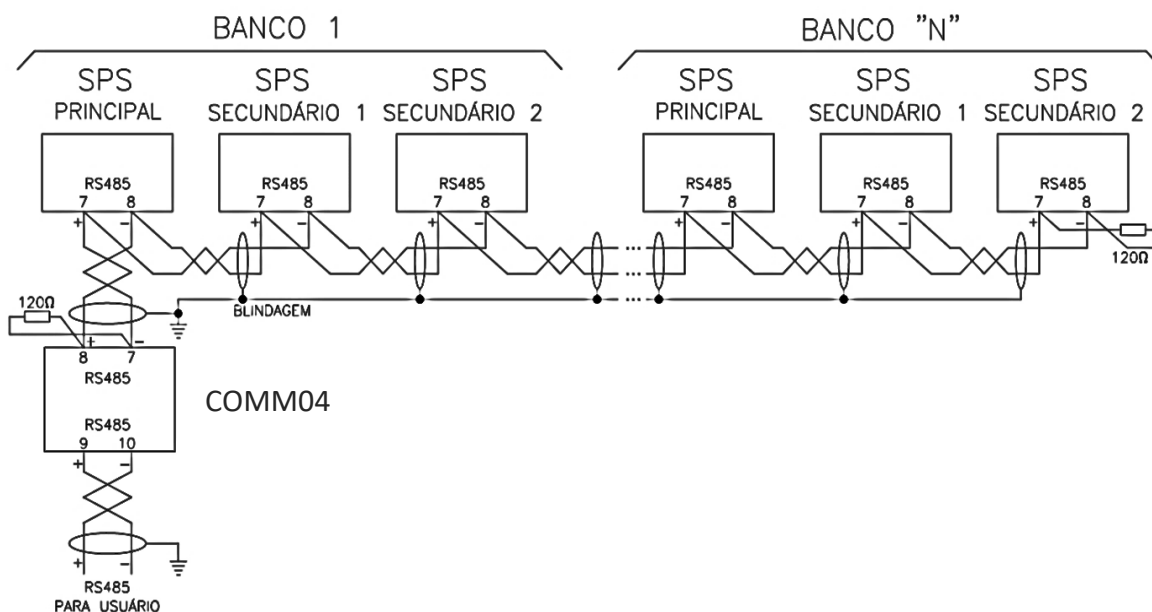 BANCO 1
BANCO "N"
SPS SPS SPS SPS SPS SPS
PRINCIPAL SECUNDÁRIO 1 SECUNDÁRIO 2 PRINCIPAL SECUNDÁRIO 1 SECUNDÁRIO 2
RS485 RS485 RS485 RS485 RS485 RS485
7 8 7 8 7 8 7 8 7 8 7 8
+ - + - + - + - + - + -
... ...
120Ω
...
...
120Ω
BLINDAGEM
+ -
8 7
RS485
COMM04
RS485
9 10
+ -
+ -
RS485
PARA USUÁRIO